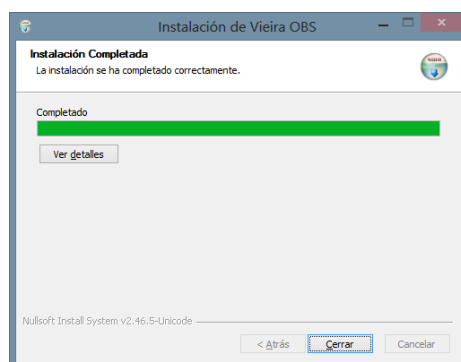 Instalación de Vieira OBS
Instalación Completada
La instalación se ha completado correctamente.
Completado
Ver detalles
Nullsoft Install System v2.46.5-Unicode
< Atrás
Cerrar
Cancelar